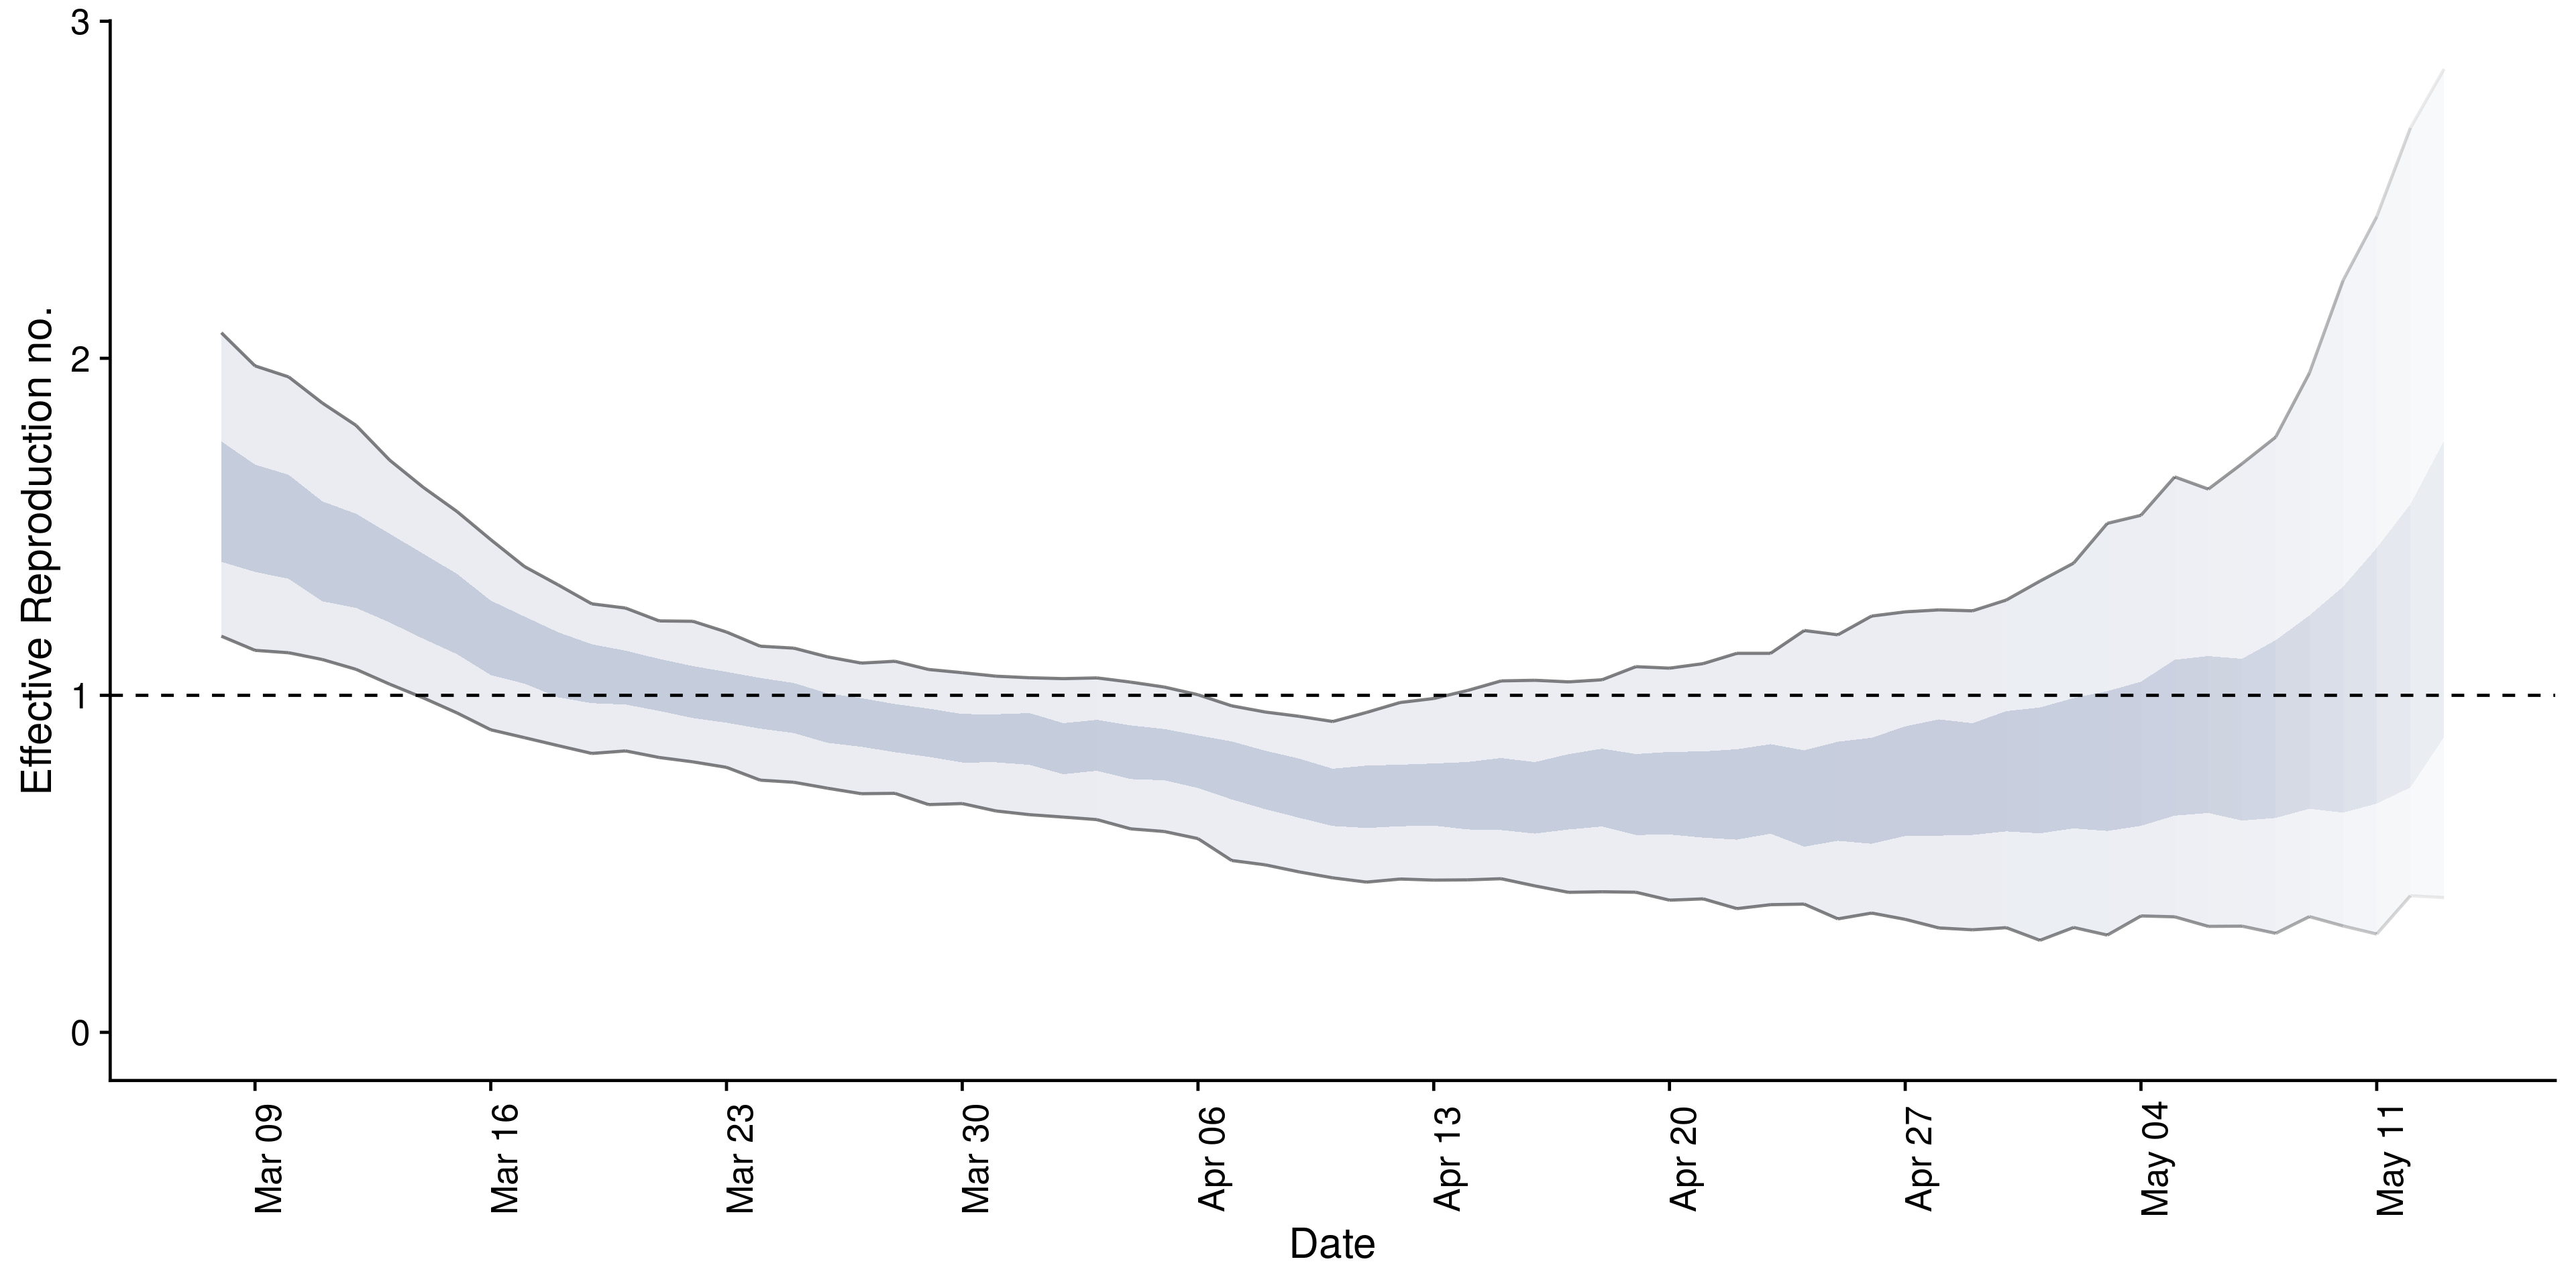 Effective Reproduction no.
3
2
1
0
Mar 09
Mar 16
Mar 23
Mar 30
Apr 06
Apr 13
Apr 20
Apr 27
May 04
May 11
Date